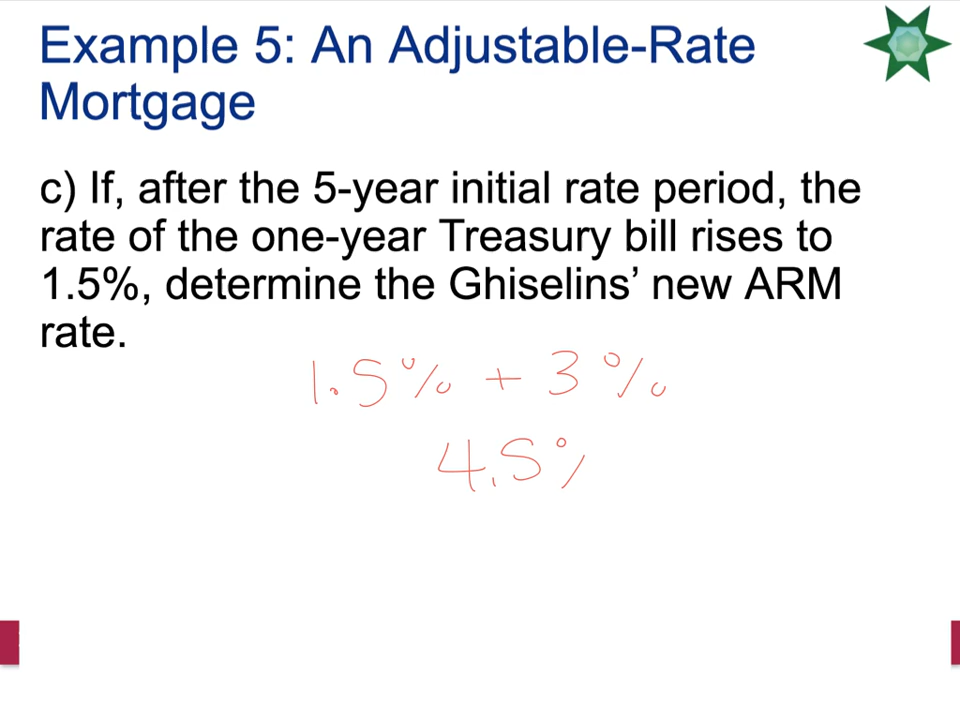 Example 5: An Adjustable-Rate
Mortgage
c) If, after the 5-year initial rate period, the
rate of the one-year Treasury bill rises to
1.5%, determine the Ghiselins’ new ARM
rate.
1.5% + 3%
4.5%